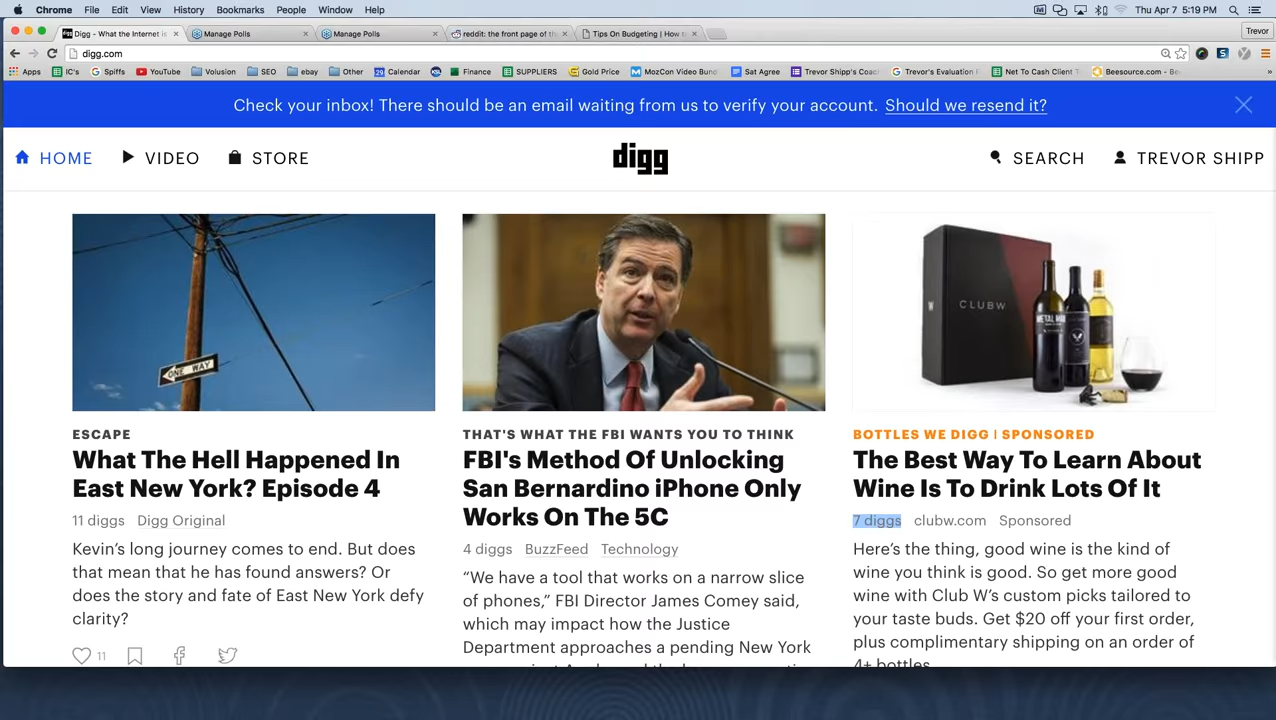 Chrome File Edit View History Bookmarks People Window Help Thu Apr 7 5:19 PM
Digg - What the Internet is Manage Polls Manage Polls reddit: the front page of th Tips On Budgeting | How to Trevor
digg.com
Apps IC's Spiffs YouTube Volusion SEO ebay Other Calendar Finance SUPPLIERS Gold Price MozCon Video Bund Sat Agree Trevor Shipp's Coac Trevor's Evaluation F Net To Cash Client T Beesource.com - Be »
Check your inbox! There should be an email waiting from us to verify your account. Should we resend it?
HOME VIDEO STORE digg SEARCH TREVOR SHIPP
ONE WAY
CLUBW
ESCAPE
What The Hell Happened In
East New York? Episode 4
11 diggs Digg Original
Kevin's long journey comes to end. But does
that mean that he has found answers? Or
does the story and fate of East New York defy
clarity?
11
THAT'S WHAT THE FBI WANTS YOU TO THINK
FBI's Method Of Unlocking
San Bernardino iPhone Only
Works On The 5C
4 diggs BuzzFeed Technology
“We have a tool that works on a narrow slice
of phones,” FBI Director James Comey said,
which may impact how the Justice
Department approaches a pending New York
BOTTLES WE DIGG | SPONSORED
The Best Way To Learn About
Wine Is To Drink Lots Of It
7 diggs clubw.com Sponsored
Here's the thing, good wine is the kind of
wine you think is good. So get more good
wine with Club W's custom picks tailored to
your taste buds. Get $20 off your first order,
plus complimentary shipping on an order of
4+ bottles.